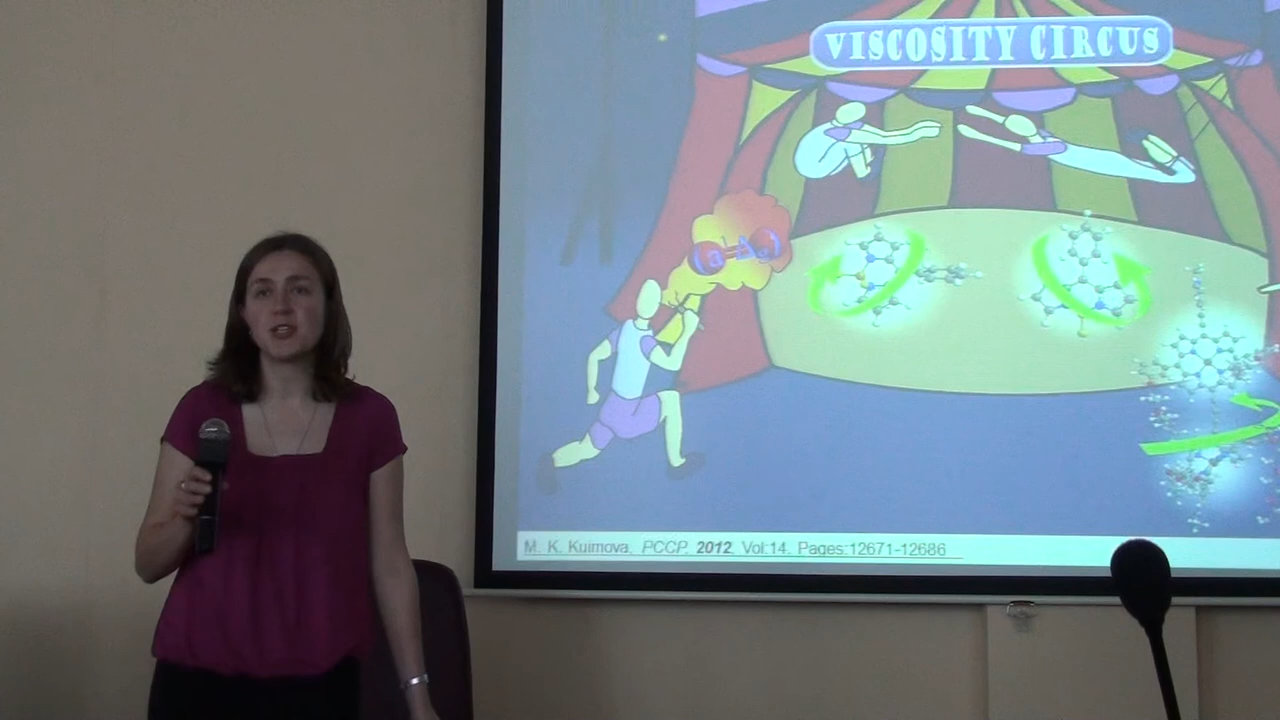 VISCOSITY CIRCUS
M. K. Kuimova, PCCP, 2012, Vol:14, Pages:12671-12686